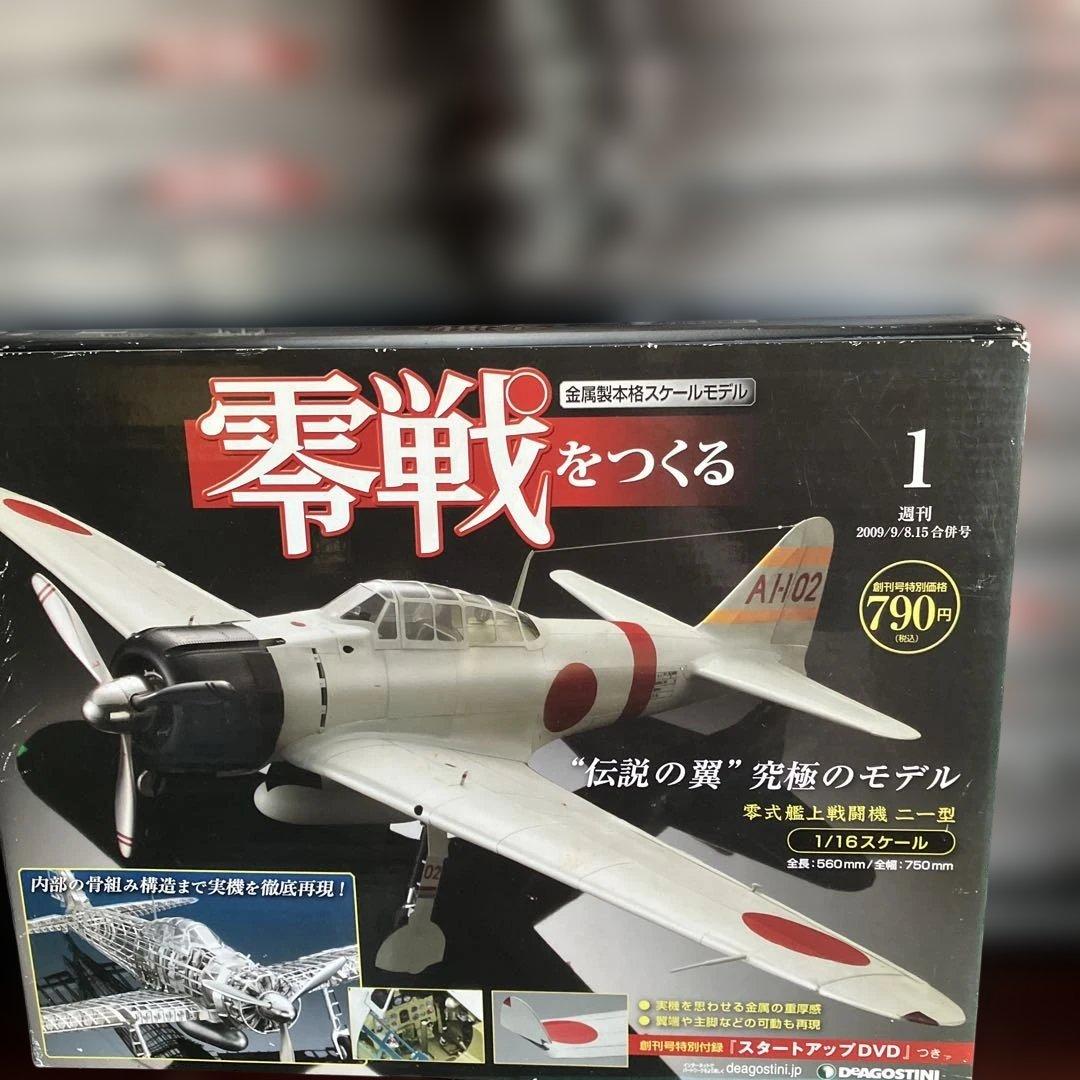 金属製本格スケールモデル
零戦をつくる
1
週刊
2009/9/8.15合併号
創刊号特別価格
790円
(税込)
AI-102
“伝説の翼”究極のモデル
零式艦上戦闘機 二一型
1/16スケール
全長:560mm/全幅:750mm
02
内部の骨組み構造まで実機を徹底再現!
●実機を思わせる金属の重厚感
●翼端や主脚などの可動も再現
創刊号特別付録『スタートアップDVD』つき
deagostini.jp
DEAGOSTINI